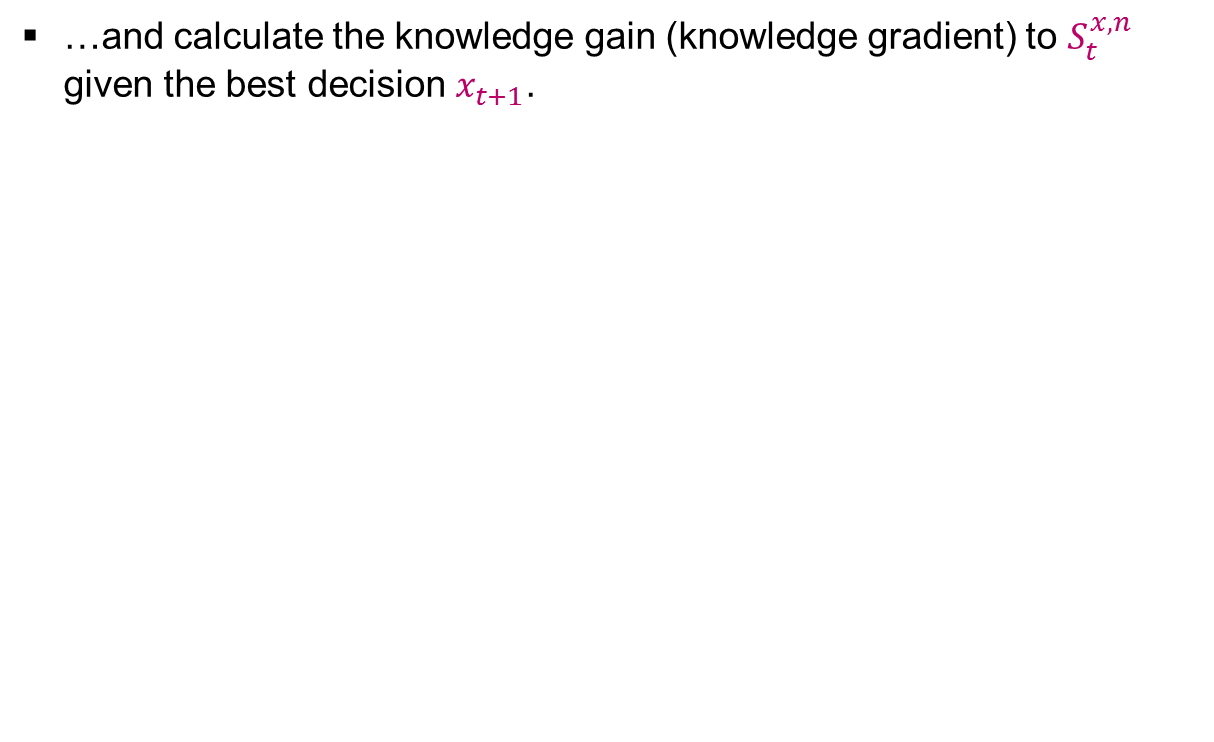 ▪ …and calculate the knowledge gain (knowledge gradient) to $S_t^{x,n}$
given the best decision $x_{t+1}$.